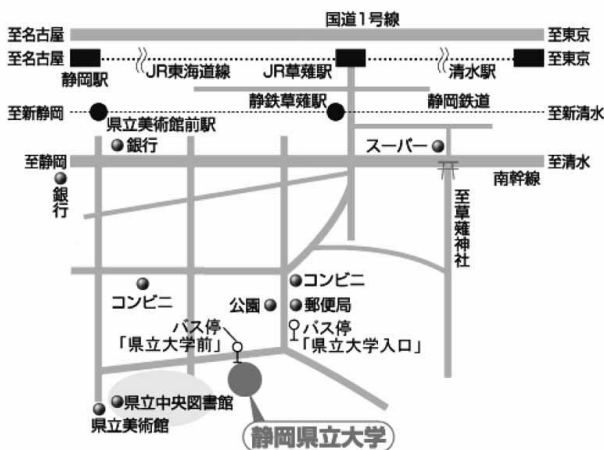 国道1号線
至名古屋
至東京
至名古屋
至東京
静岡駅
JR東海道線
JR草薙駅
清水駅
静鉄草薙駅
静岡鉄道
至新静岡
至新清水
県立美術館前駅
銀行
スーパー
至静岡
至清水
銀行
南幹線
至草薙神社
コンビニ
コンビニ
公園
郵便局
バス停
「県立大学前」
バス停
「県立大学入口」
県立中央図書館
県立美術館
静岡県立大学